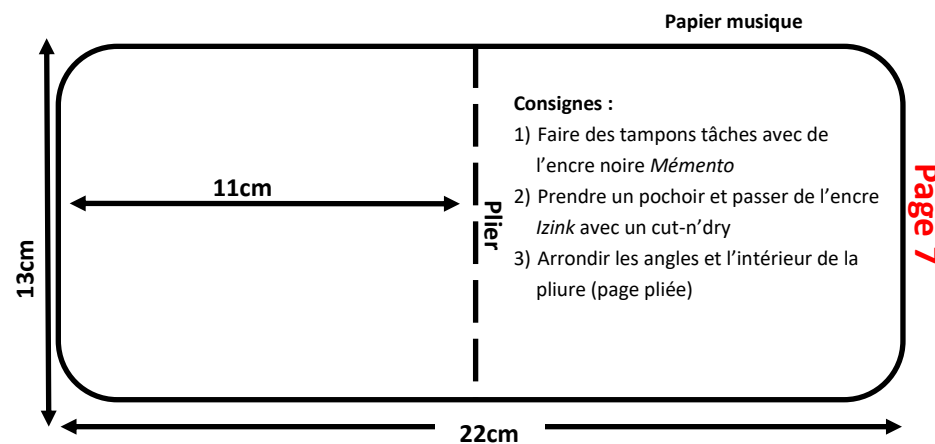 Papier musique
Consignes :
1) Faire des tampons tâches avec de
l’encre noire Mémento
2) Prendre un pochoir et passer de l’encre
Izink avec un cut-n’dry
3) Arrondir les angles et l’intérieur de la
pliure (page pliée)
11cm
Plier
13cm
Page 7
22cm